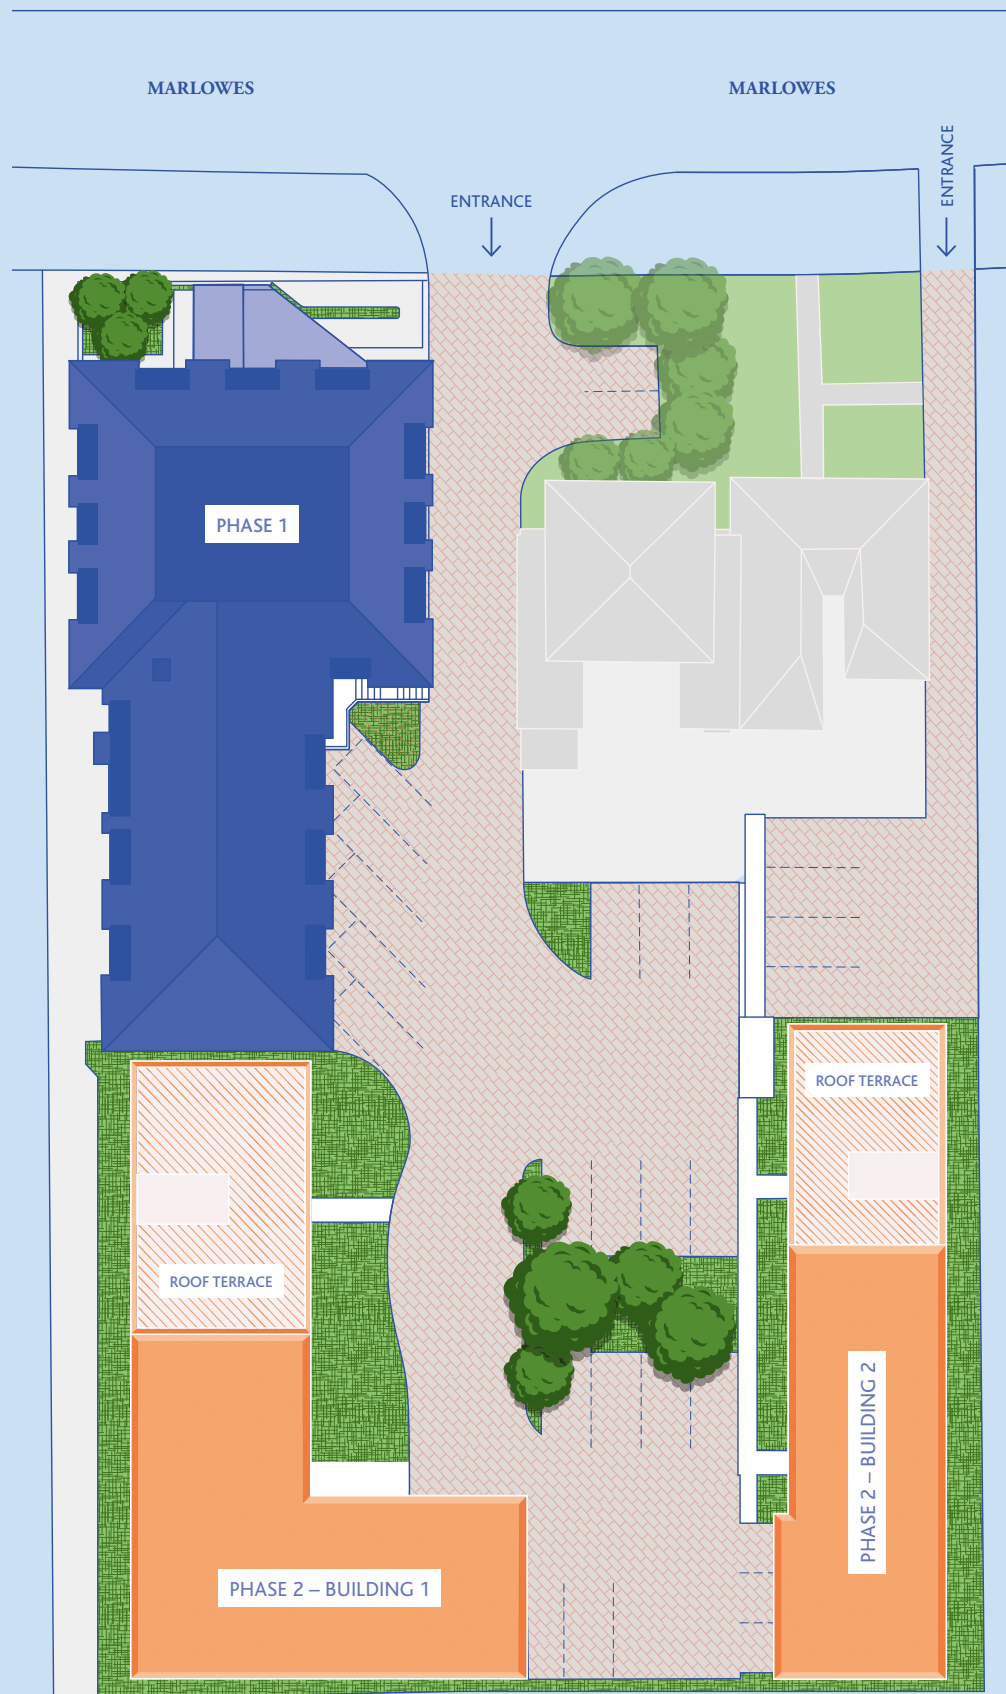 MARLOWES
MARLOWES
ENTRANCE
ENTRANCE
PHASE 1
ROOF TERRACE
ROOF TERRACE
PHASE 2 – BUILDING 2
PHASE 2 – BUILDING 1